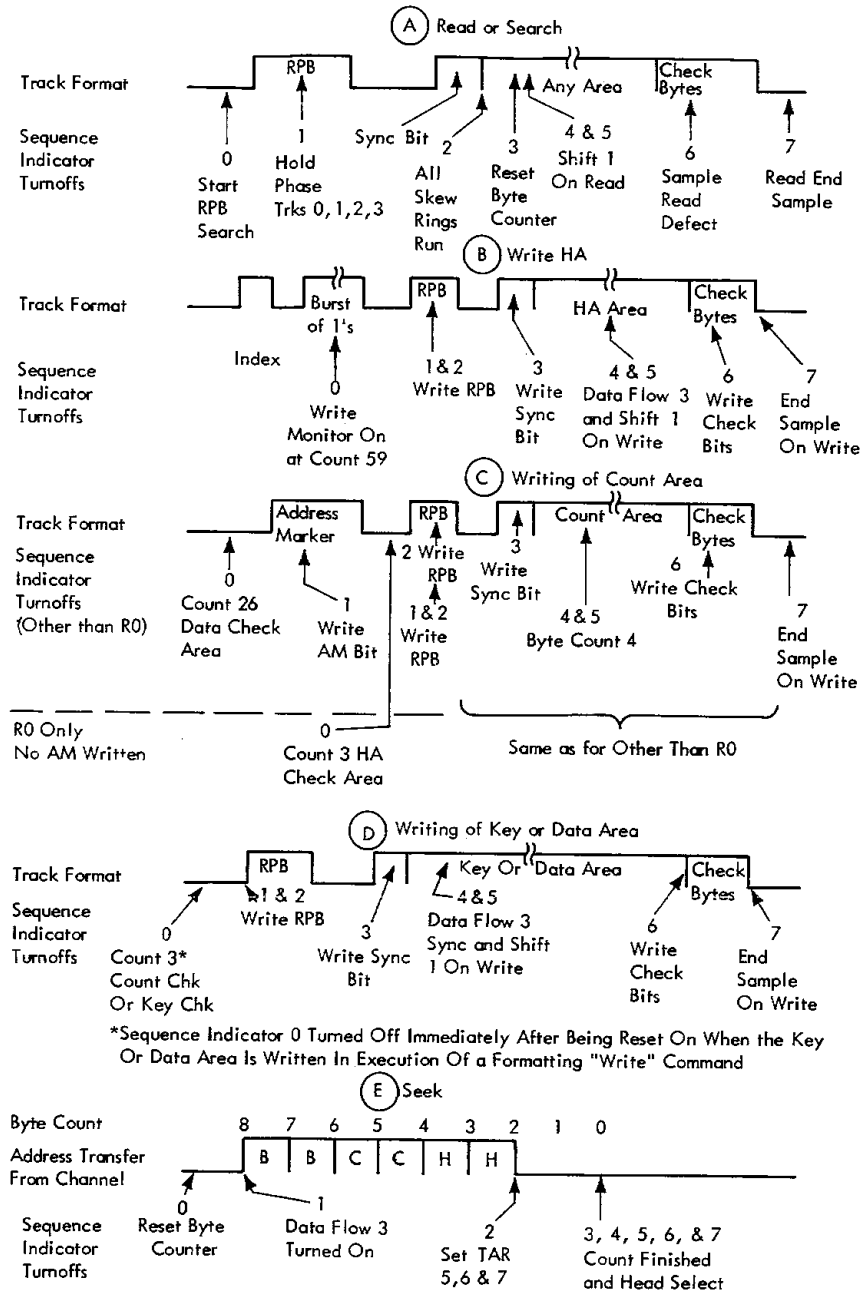 A Read or Search
Track Format
RPB
Any Area
Check
Bytes
Sync Bit
Sequence
Indicator
Turnoffs
0
Start
RPB
Search
1
Hold
Phase
Trks 0,1,2,3
2
All
Skew
Rings
Run
3
Reset
Byte
Counter
4 & 5
Shift 1
On Read
6
Sample
Read
Defect
7
Read End
Sample
B Write HA
Track Format
Burst
of 1's
RPB
HA Area
Check
Bytes
Index
Sequence
Indicator
Turnoffs
0
Write
Monitor On
at Count 59
1&2
Write RPB
3
Write
Sync
Bit
4 & 5
Data Flow 3
and Shift 1
On Write
6
Write
Check
Bits
7
End
Sample
On Write
C Writing of Count Area
Track Format
Address
Marker
RPB
Count Area
Check
Bytes
Sequence
Indicator
Turnoffs
(Other than R0)
0
Count 26
Data Check
Area
1
Write
AM Bit
2 Write
RPB
1&2
Write
RPB
3
Write
Sync Bit
4&5
Byte Count 4
6
Write Check
Bits
7
End
Sample
On Write
R0 Only
No AM Written
0
Count 3 HA
Check Area
Same as for Other Than R0
D Writing of Key or Data Area
Track Format
RPB
Key Or Data Area
Check
Bytes
Sequence
Indicator
Turnoffs
0
Count 3*
Count Chk
Or Key Chk
1 & 2
Write RPB
3
Write Sync
Bit
4&5
Data Flow 3
Sync and Shift
1 On Write
6
Write
Check
Bits
7
End
Sample
On Write
*Sequence Indicator 0 Turned Off Immediately After Being Reset On When the Key
Or Data Area Is Written In Execution Of a Formatting "Write" Command
E Seek
Byte Count 8 7 6 5 4 3 2 1 0
Address Transfer
From Channel
B B C C H H
Sequence
Indicator
Turnoffs
0
Reset Byte
Counter
1
Data Flow 3
Turned On
2
Set TAR
5,6 & 7
3, 4, 5, 6, & 7
Count Finished
and Head Select